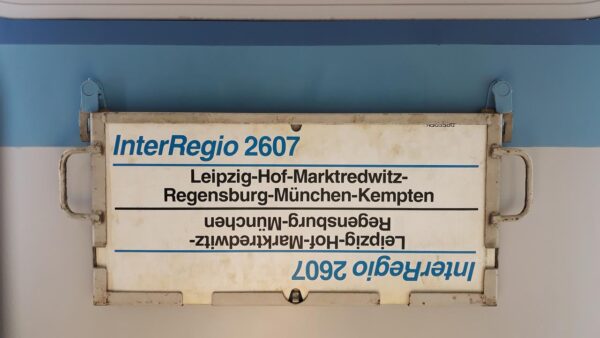 InterRegio 2607
Leipzig-Hof-Marktredwitz-
Regensburg-München-Kempten
InterRegio 2607
Leipzig-Hof-Marktredwitz-
Regensburg-München